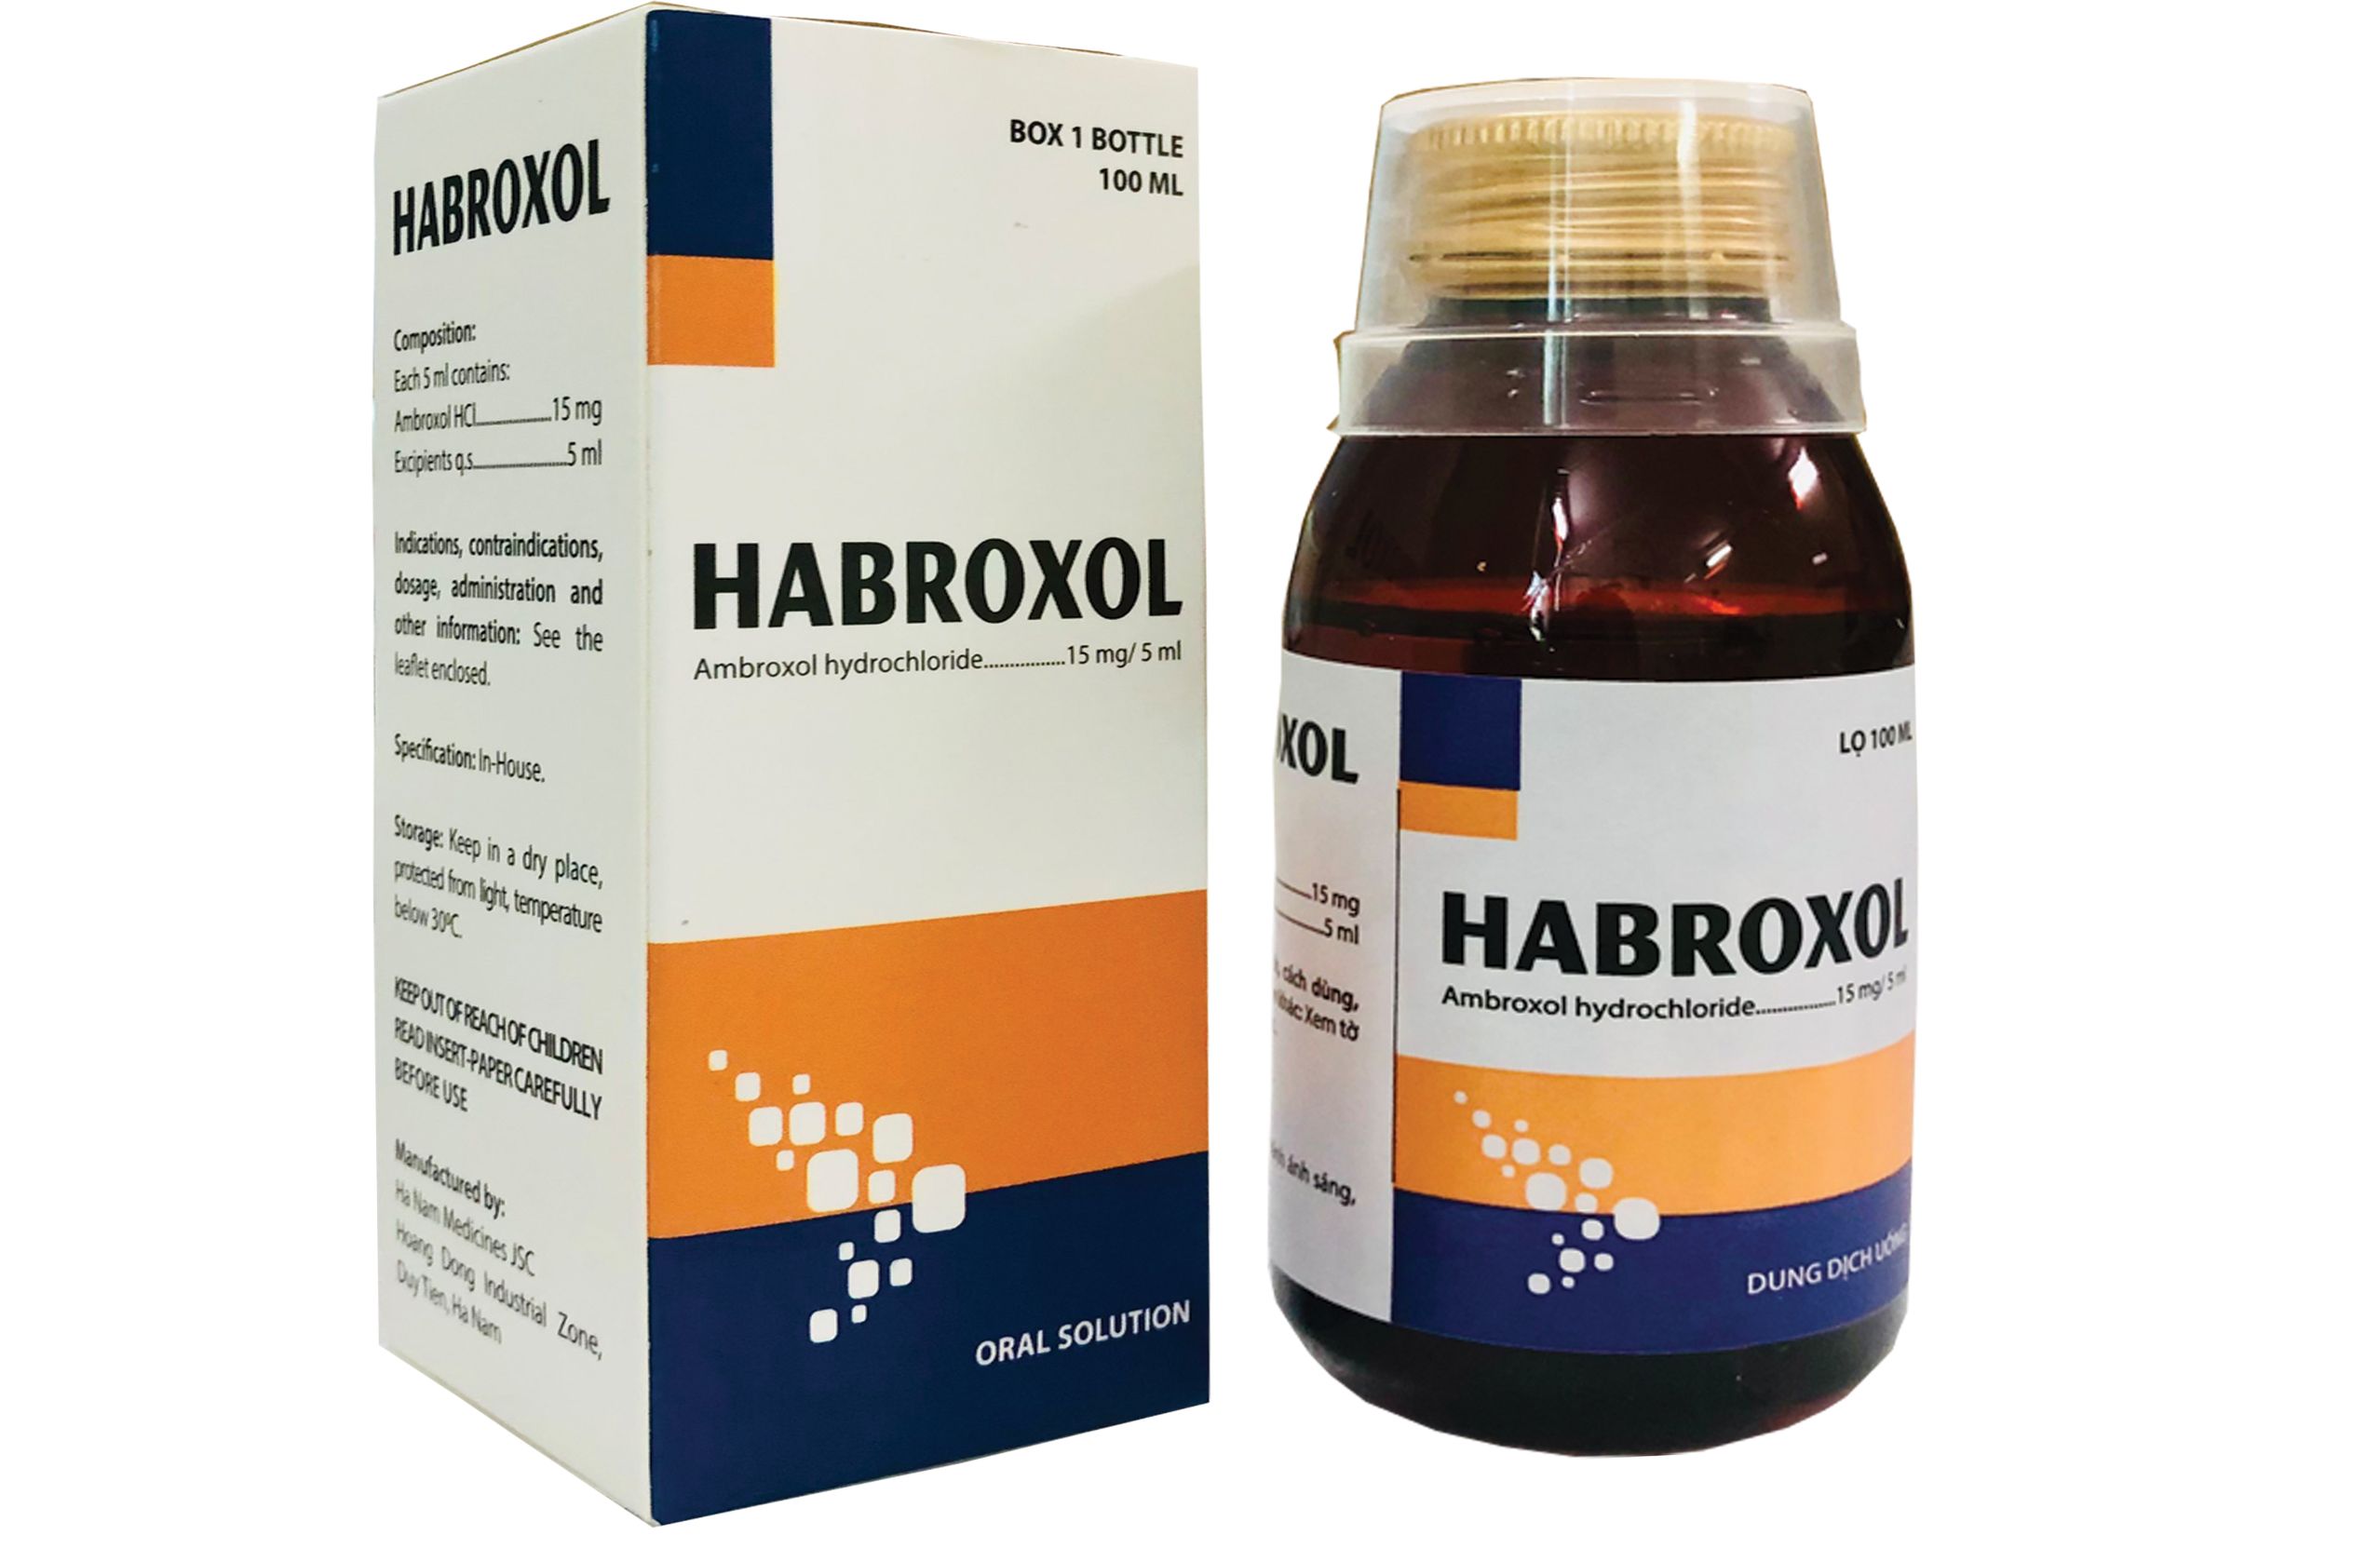 HABROXOL
Composition:
Each 5 ml contains:
Ambroxol HCl...............15 mg
Excipients q.s...................5 ml
Indications, contraindications,
dosage, administration and
other information: See the
leaflet enclosed.
Specification: In-House.
Storage: Keep in a dry place,
protected from light, temperature
below 30ºC.
KEEP OUT OF REACH OF CHILDREN
READ INSERT-PAPER CAREFULLY
BEFORE USE
Manufactured by:
Ha Nam Medicines JSC
Hoang Dong Industrial Zone,
Duy Tien, Ha Nam
BOX 1 BOTTLE
100 ML
HABROXOL
Ambroxol hydrochloride................15 mg/ 5 ml
ORAL SOLUTION
XOL
15 mg
5 ml
cách dùng,
Xem tờ
ánh sáng,
LỌ 100 ML
HABROXOL
Ambroxol hydrochloride................15 mg/ 5 ml
DUNG DỊCH UỐNG